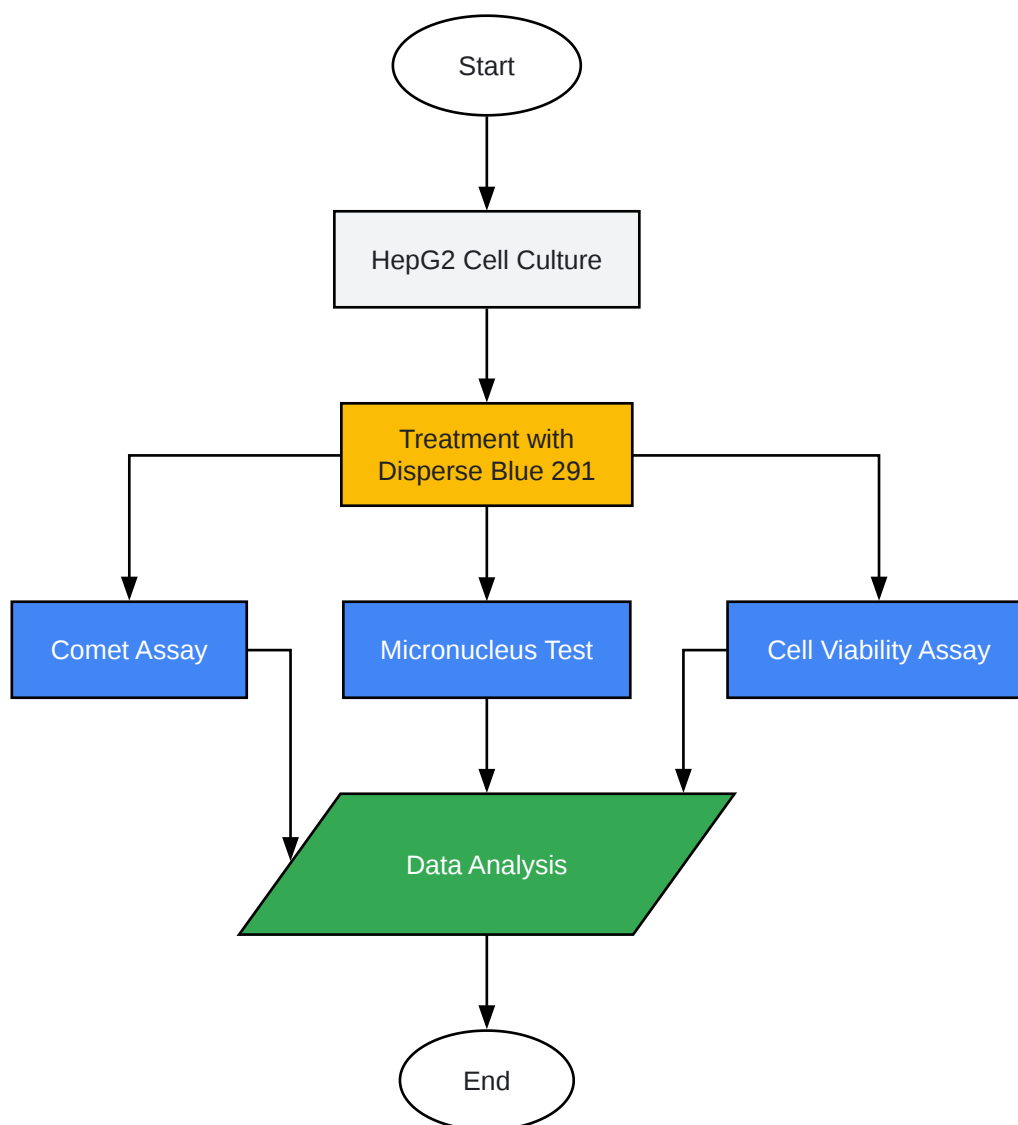 Start
HepG2 Cell Culture
Treatment with
Disperse Blue 291
Comet Assay
Micronucleus Test
Cell Viability Assay
Data Analysis
End